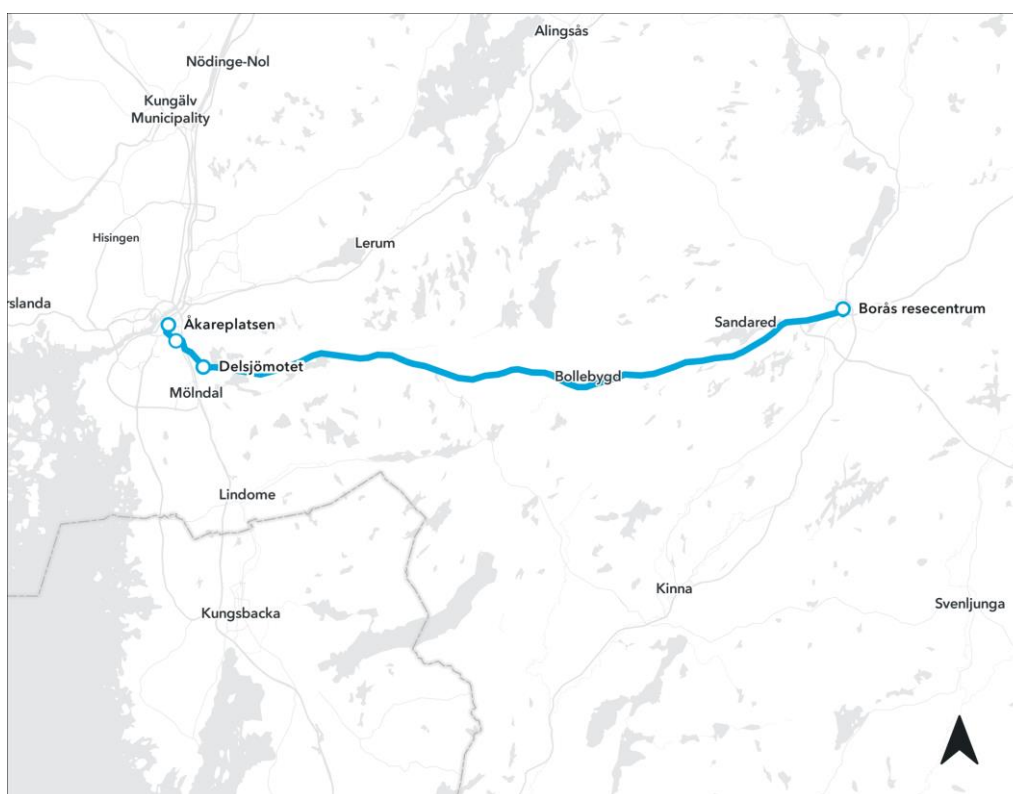 Alingsås
Nödinge-Nol
Kungälv
Municipality
Hisingen
Lerum
rslanda
Åkareplatsen
Sandared
Borås resecentrum
Delsjömotet
Bollebygd
Mölndal
Lindome
Kinna
Svenljunga
Kungsbacka